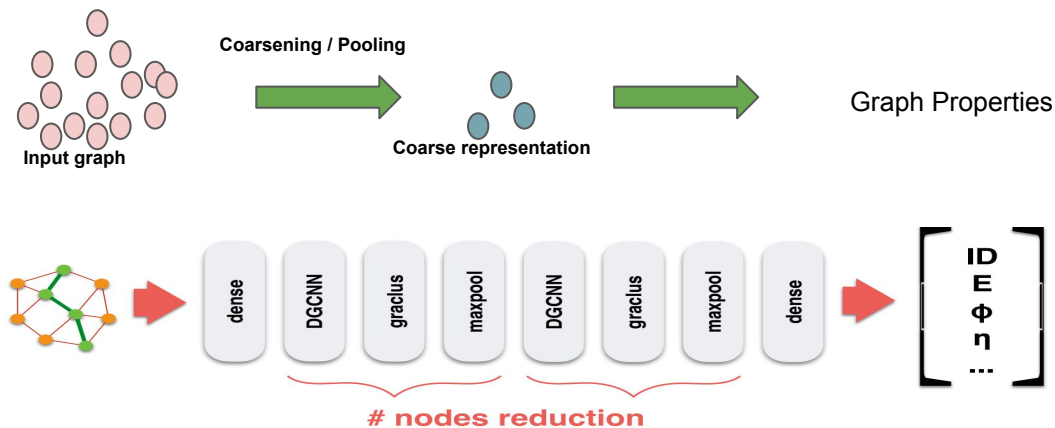 Coarsening / Pooling
Graph Properties
Input graph
Coarse representation
dense
DGCNN
graclus
maxpool
DGCNN
graclus
maxpool
dense
ID
E
Φ
η
...
# nodes reduction